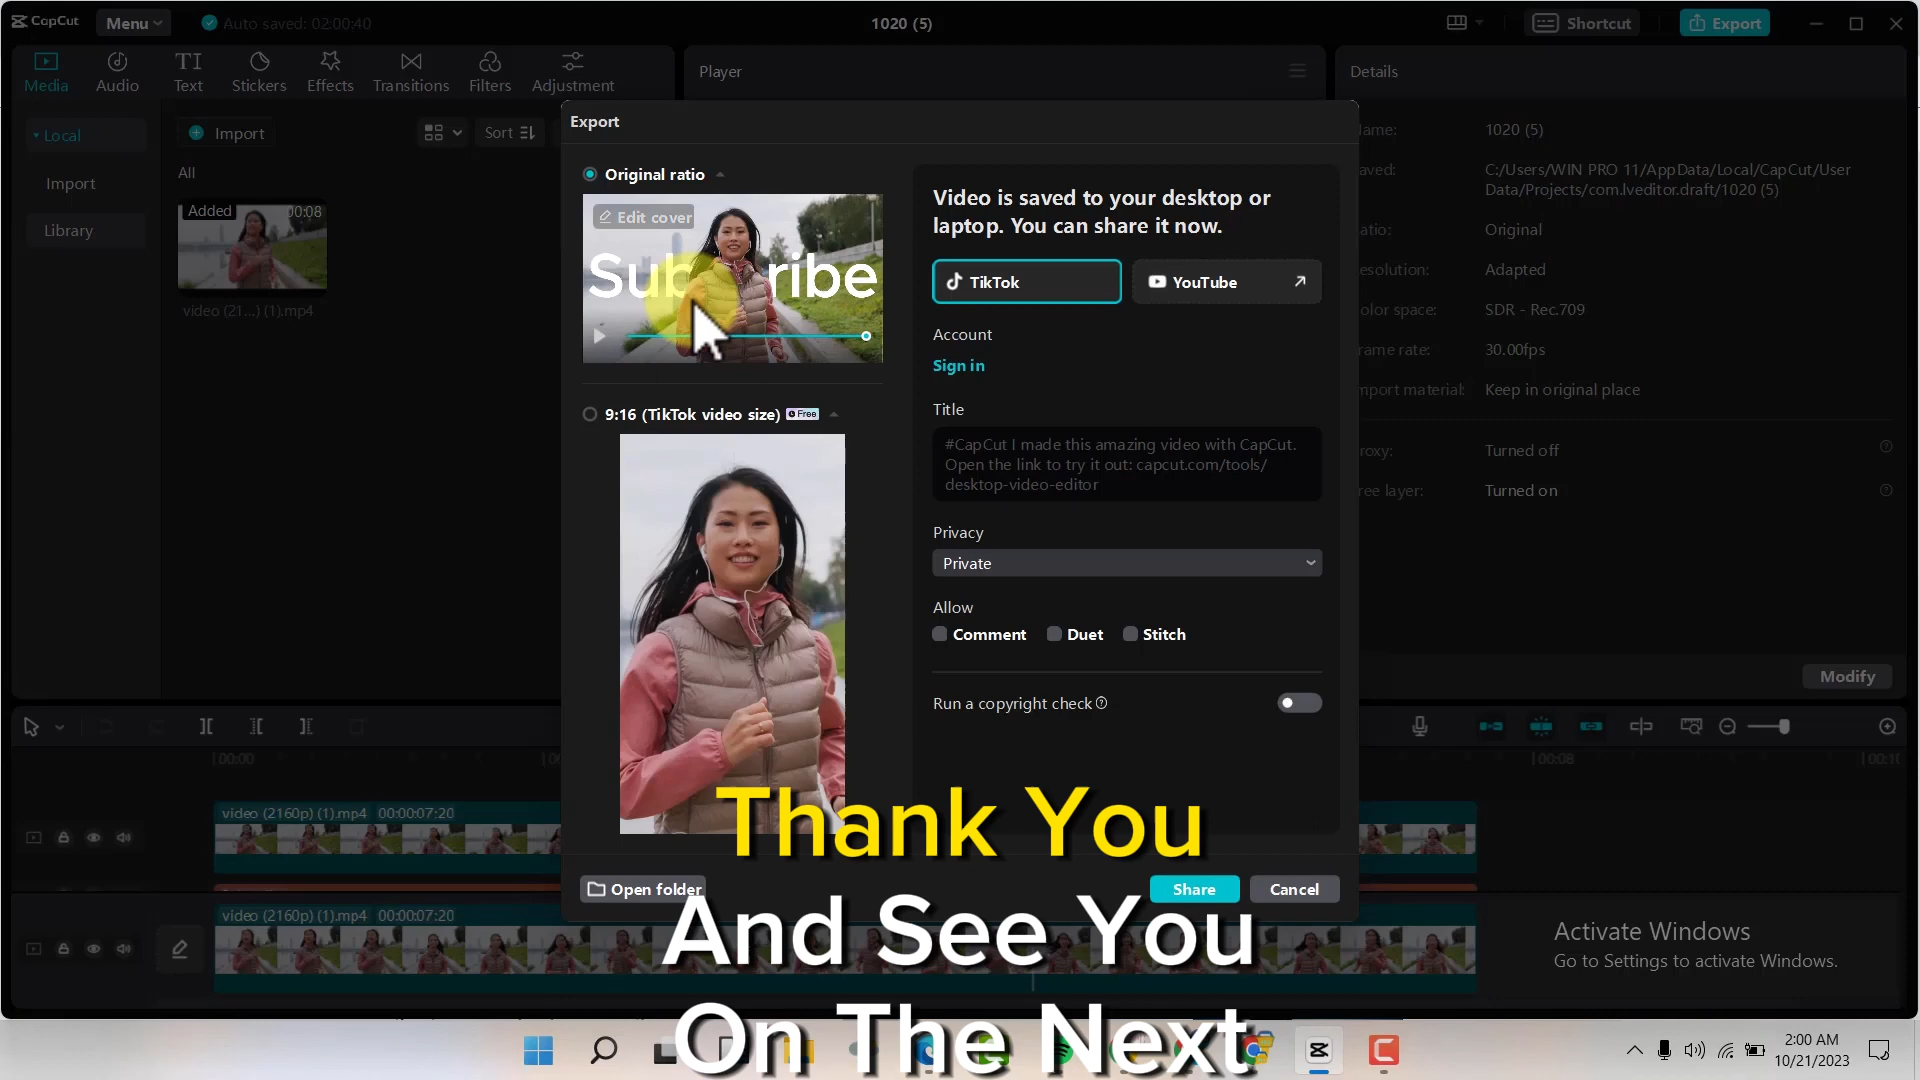 CapCut
Menu
Auto saved: 02:00:40
1020 (5)
Shortcut
Export
Media
Audio
Text
Stickers
Effects
Transitions
Filters
Adjustment
Player
Details
Local
Import
Library
Import
Sort
All
Added
00:08
video (21...) (1).mp4
Export
Original ratio
Edit cover
Sub ribe
9:16 (TikTok video size)
Free
Video is saved to your desktop or
laptop. You can share it now.
TikTok
YouTube
Account
Sign in
Title
#CapCut I made this amazing video with CapCut.
Open the link to try it out: capcut.com/tools/
desktop-video-editor
Privacy
Private
Allow
Comment
Duet
Stitch
Run a copyright check
Open folder
Share
Cancel
ame: 1020 (5)
aved: C:/Users/WIN PRO 11/AppData/Local/CapCut/User
Data/Projects/com.lveditor.draft/1020 (5)
atio: Original
esolution: Adapted
olor space: SDR - Rec.709
rame rate: 30.00fps
mport material: Keep in original place
roxy: Turned off
ree layer: Turned on
Modify
00:00
00:08
video (2160p) (1).mp4 00:00:07:20
video (2160p) (1).mp4 00:00:07:20
Thank You
And See You
On The Next
Activate Windows
Go to Settings to activate Windows.
2:00 AM
10/21/2023